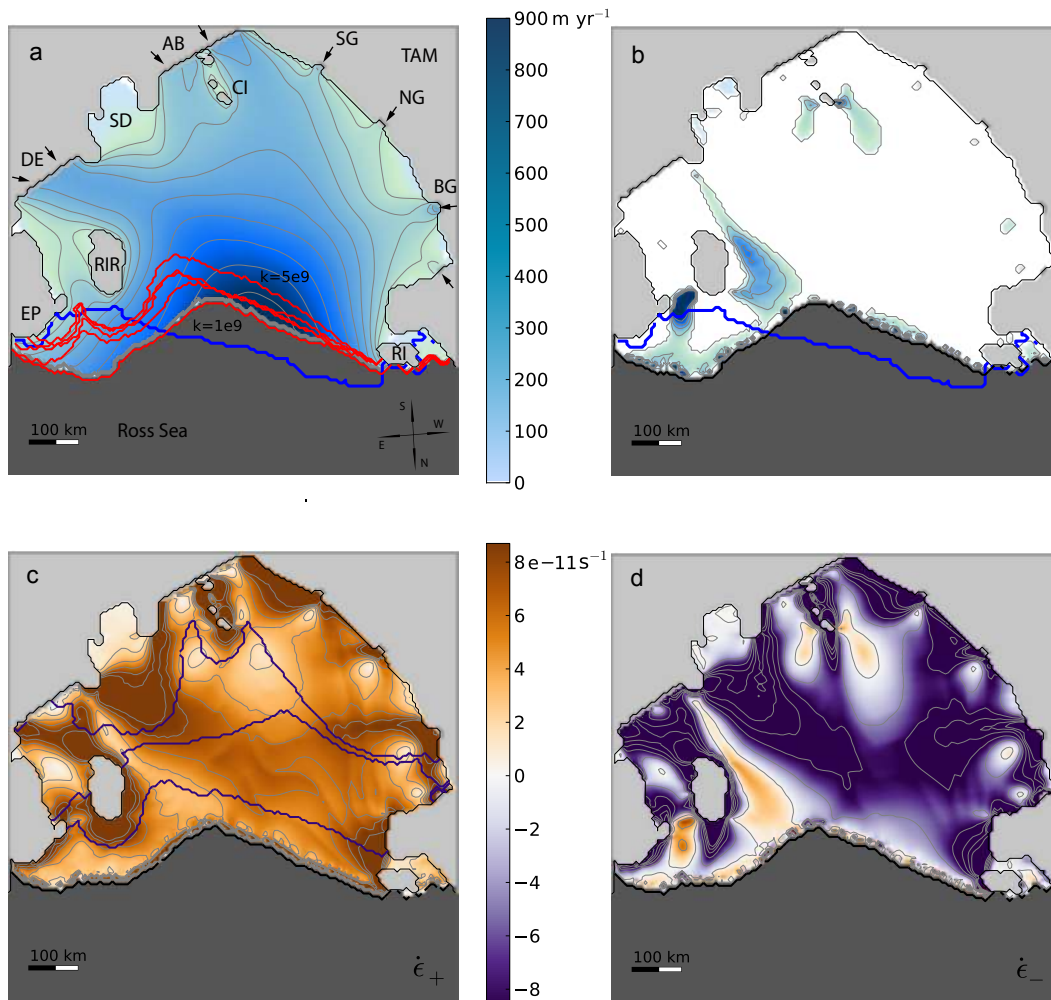 a
AB
SG
TAM
CI
SD
NG
DE
BG
RIR
k=5e9
EP
k=1e9
RI
100 km
Ross Sea
S
E
W
N
900 m yr⁻¹
800
700
600
500
400
300
200
100
0
b
100 km
c
100 km
ε̇₊
8e−11S⁻¹
6
4
2
0
−2
−4
−6
−8
d
100 km
ε̇₋